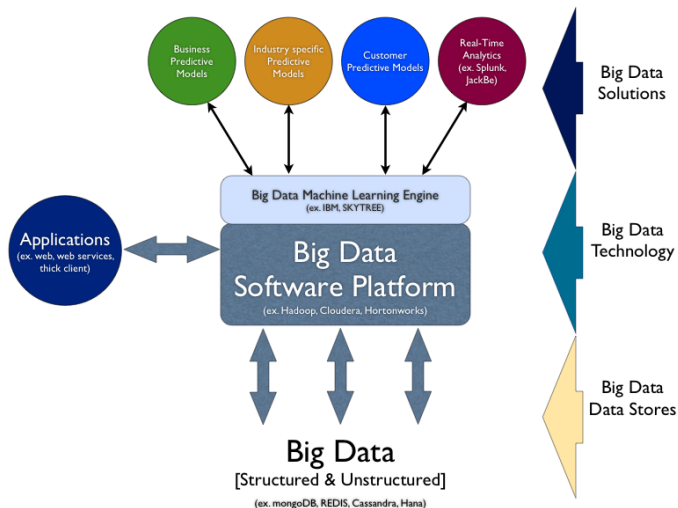 Business
Predictive
Models
Industry specific
Predictive
Models
Customer
Predictive Models
Real-Time
Analytics
(ex. Splunk,
JackBe)
Big Data
Solutions
Big Data Machine Learning Engine
(ex. IBM, SKYTREE)
Applications
(ex. web, web services,
thick client)
Big Data
Software Platform
(ex. Hadoop, Cloudera, Hortonworks)
Big Data
Technology
Big Data
Data Stores
Big Data
[Structured & Unstructured]
(ex. mongoDB, REDIS, Cassandra, Hana)